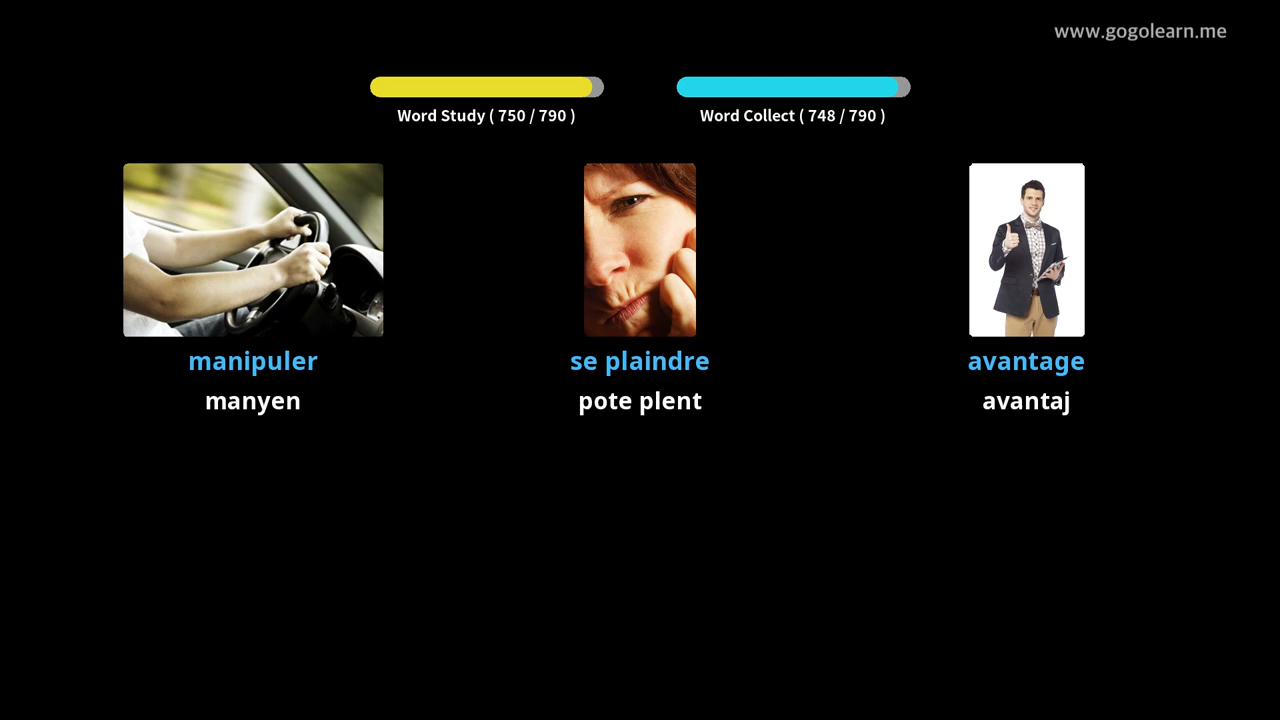 www.gogolearn.me
Word Study ( 750 / 790 )
Word Collect ( 748 / 790 )
manipuler
manyen
se plaindre
pote plent
avantage
avantaj